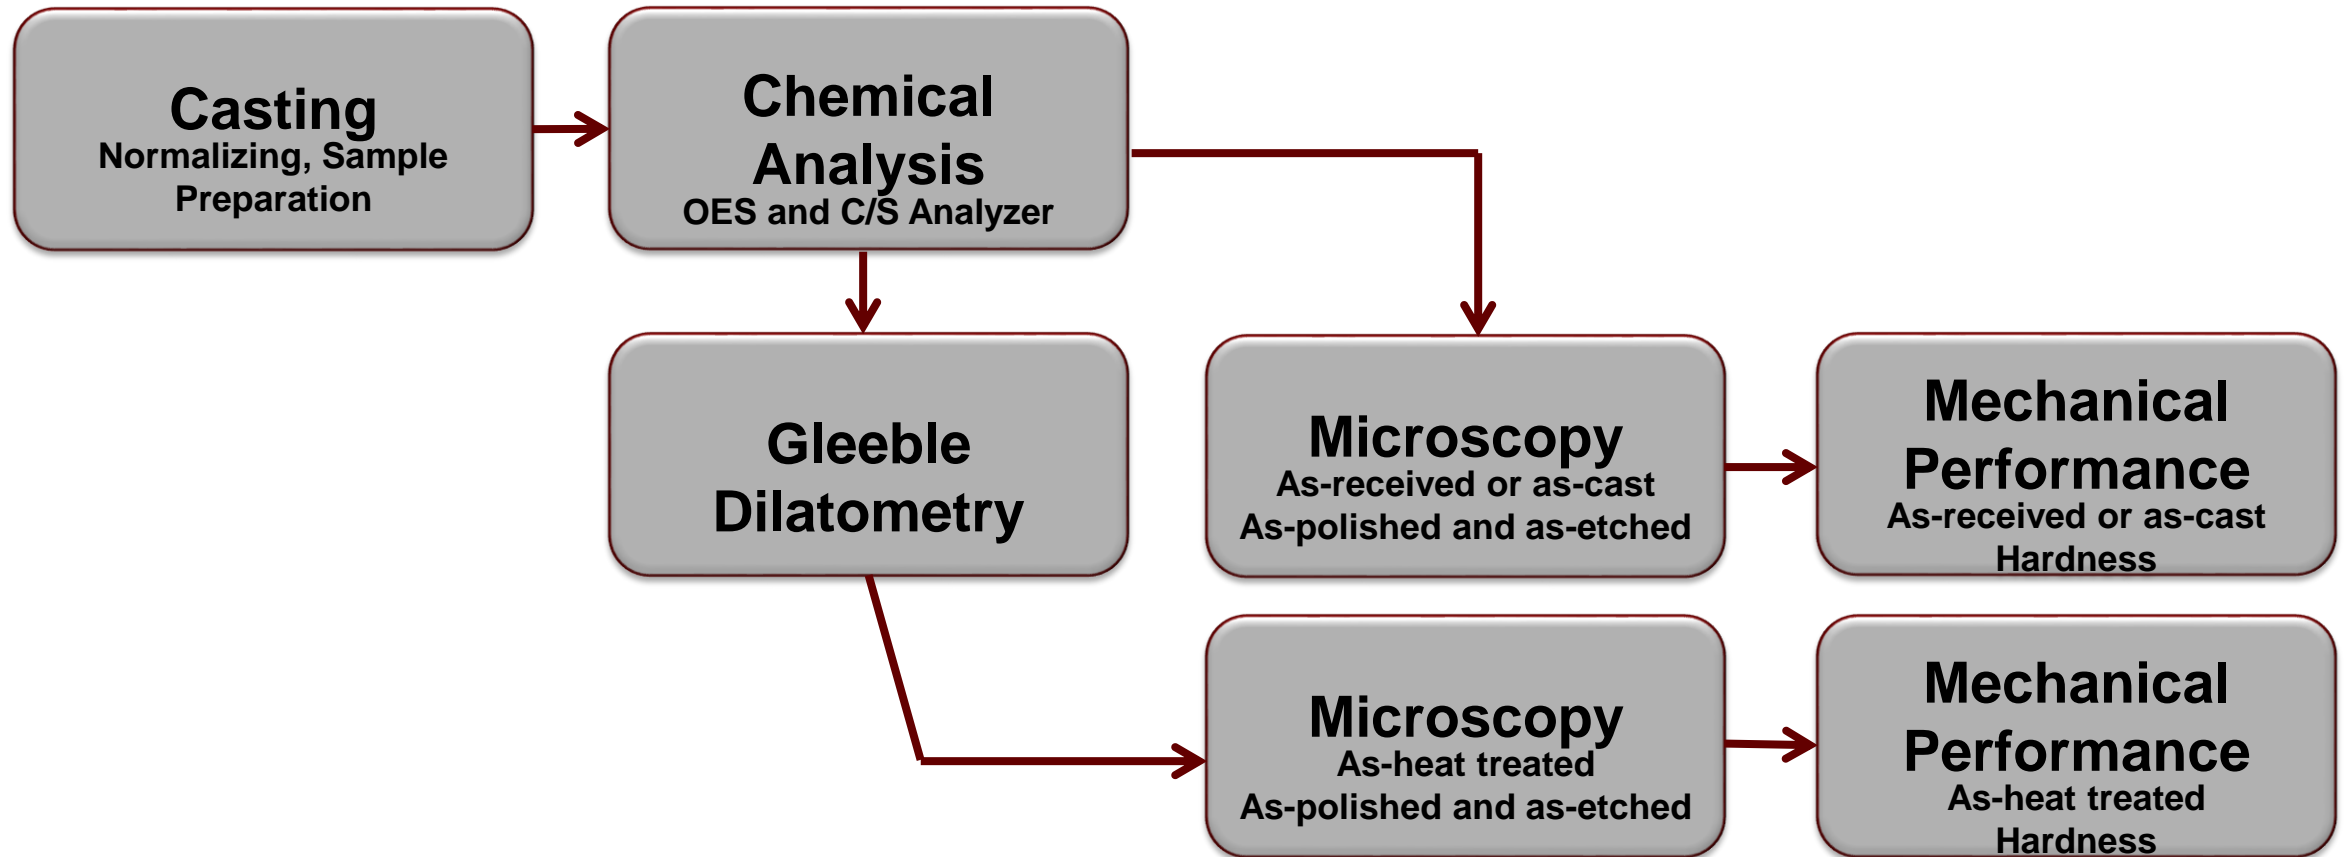 Casting
Normalizing, Sample
Preparation
Chemical
Analysis
OES and C/S Analyzer
Gleeble
Dilatometry
Microscopy
As-received or as-cast
As-polished and as-etched
Mechanical
Performance
As-received or as-cast
Hardness
Microscopy
As-heat treated
As-polished and as-etched
Mechanical
Performance
As-heat treated
Hardness